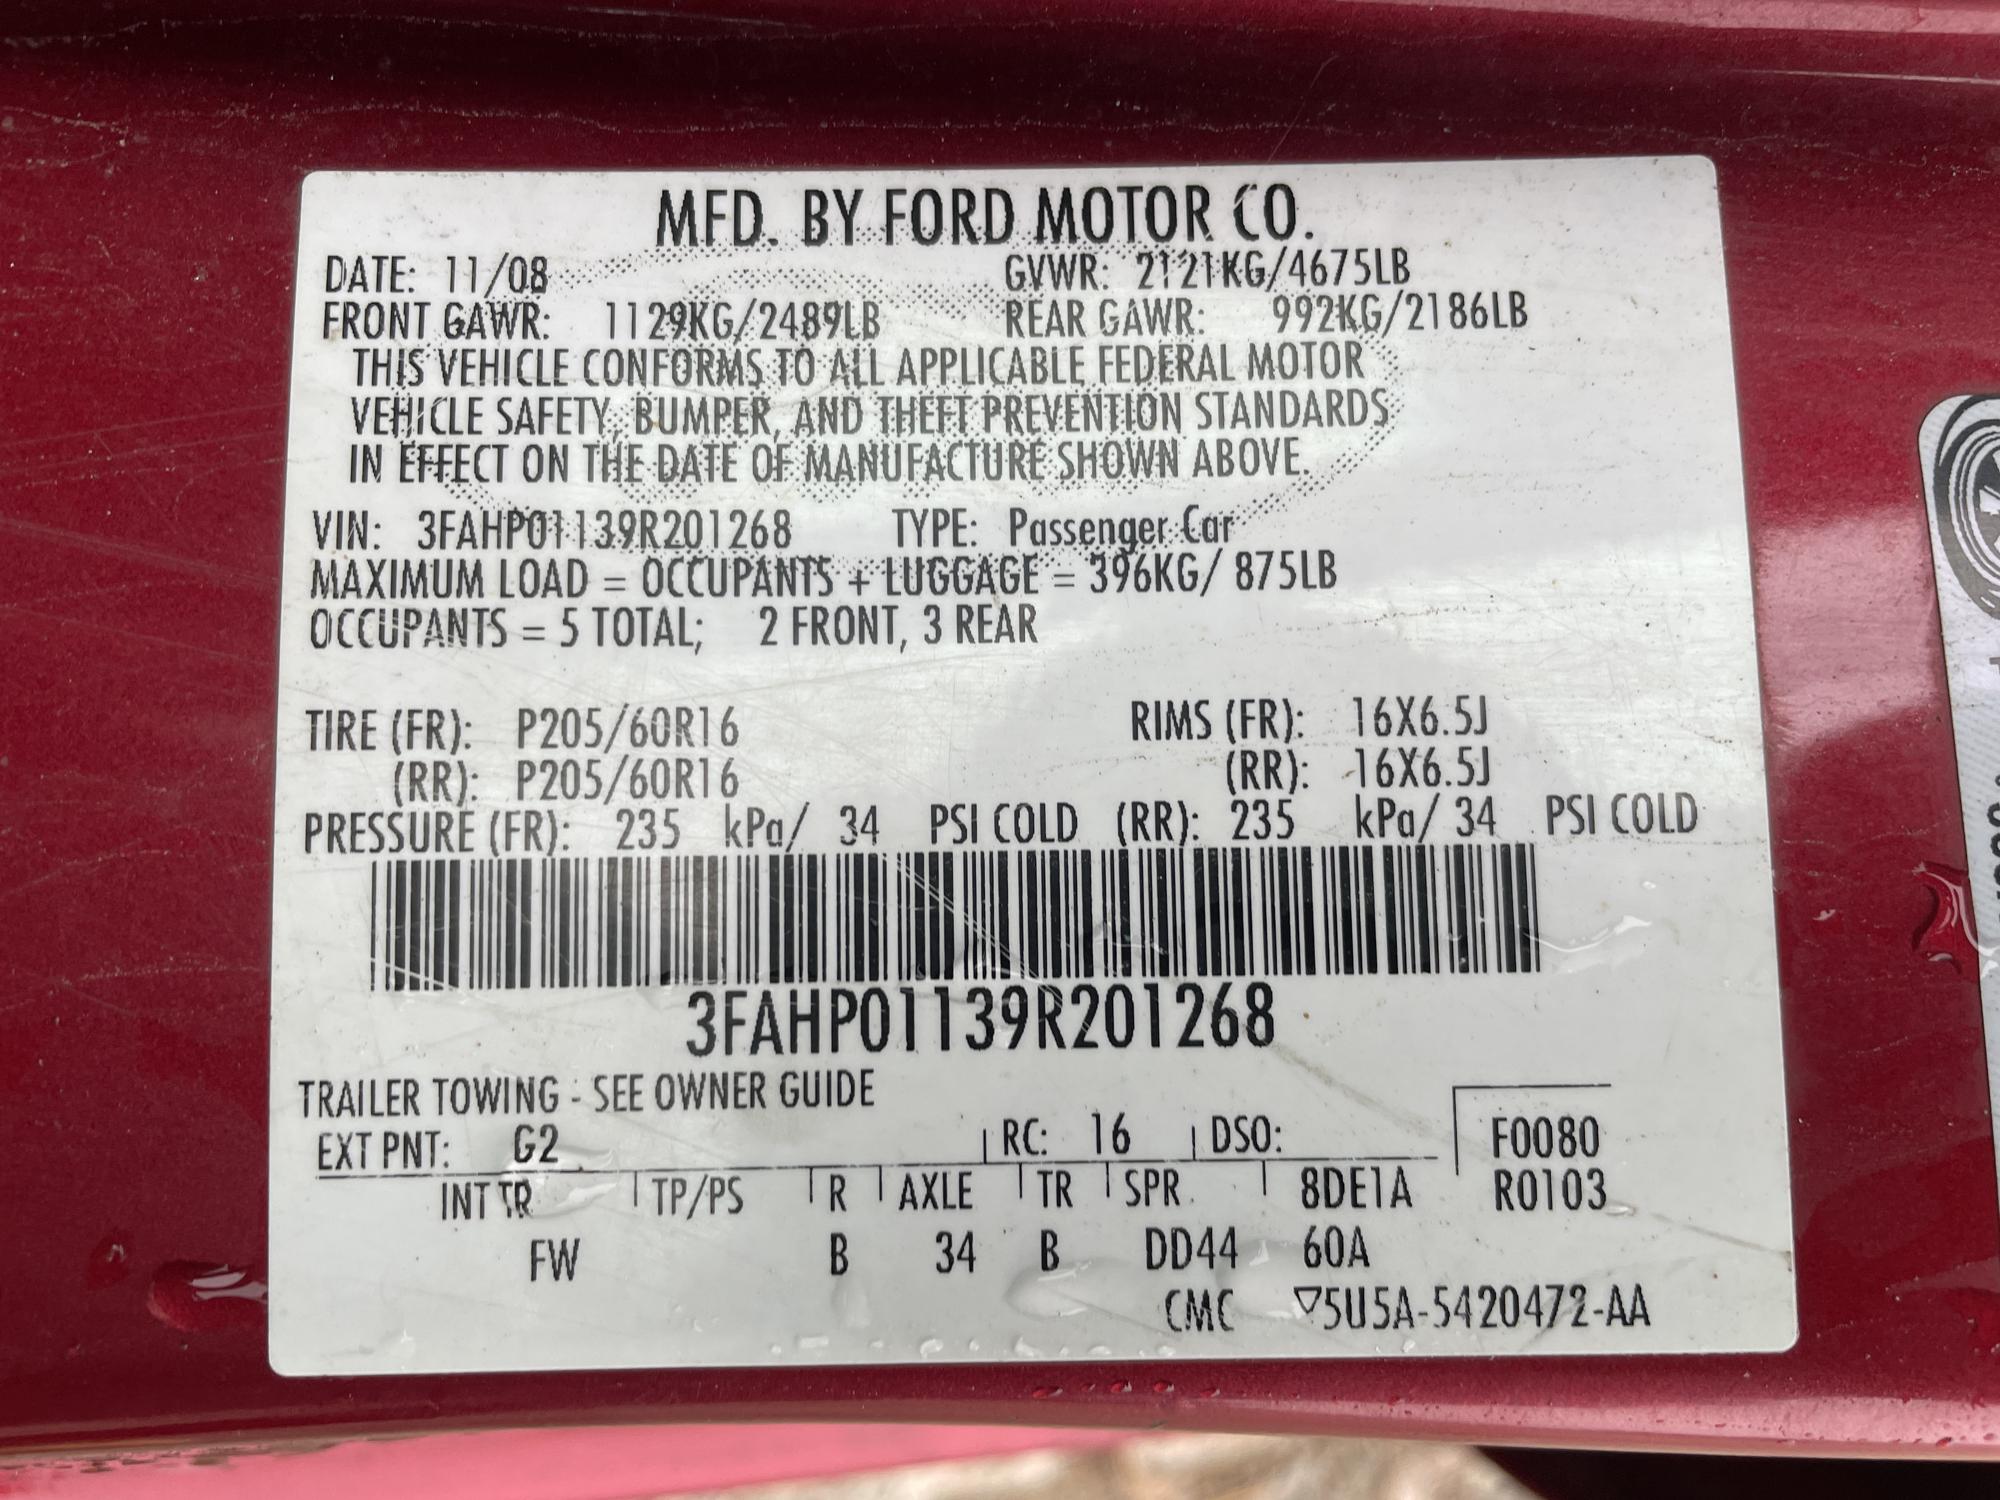 MFD. BY FORD MOTOR CO.
DATE: 11/08 GVWR: 2121KG/4675LB
FRONT GAWR: 1129KG/2489LB REAR GAWR: 992KG/2186LB
THIS VEHICLE CONFORMS TO ALL APPLICABLE FEDERAL MOTOR
VEHICLE SAFETY, BUMPER, AND THEFT PREVENTION STANDARDS
IN EFFECT ON THE DATE OF MANUFACTURE SHOWN ABOVE.
VIN: 3FAHP01139R201268 TYPE: Passenger Car
MAXIMUM LOAD = OCCUPANTS + LUGGAGE = 396KG/ 875LB
OCCUPANTS = 5 TOTAL; 2 FRONT, 3 REAR
TIRE (FR): P205/60R16 RIMS (FR): 16X6.5J
(RR): P205/60R16 (RR): 16X6.5J
PRESSURE (FR): 235 kPa/ 34 PSI COLD (RR): 235 kPa/ 34 PSI COLD
3FAHP01139R201268
TRAILER TOWING - SEE OWNER GUIDE
EXT PNT: G2 RC: 16 DSO: F0080
INT TR TP/PS R AXLE TR SPR 8DE1A R0103
FW B 34 B DD44 60A
CMC ▽5U5A-5420472-AA